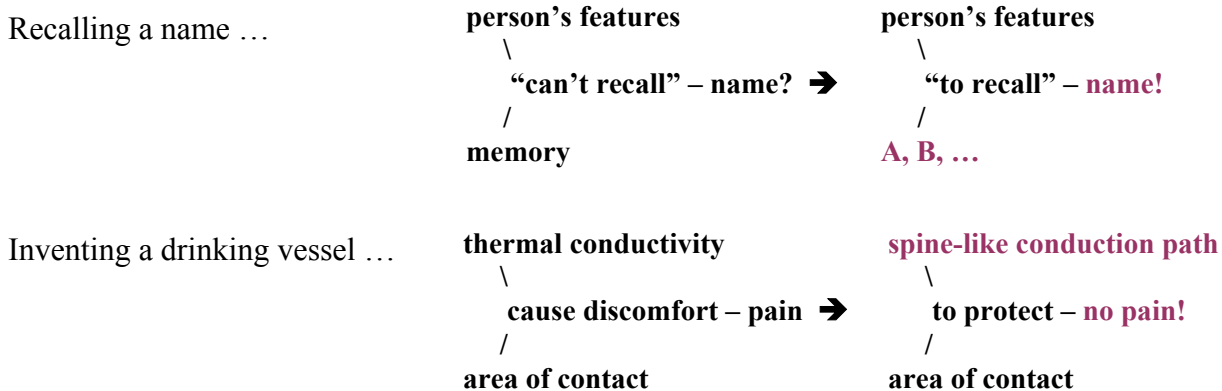 Recalling a name …
person’s features
\
“can’t recall” – name? ➔
/
memory
person’s features
\
“to recall” – name!
/
A, B, …
Inventing a drinking vessel …
thermal conductivity
\
cause discomfort – pain ➔
/
area of contact
spine-like conduction path
\
to protect – no pain!
/
area of contact